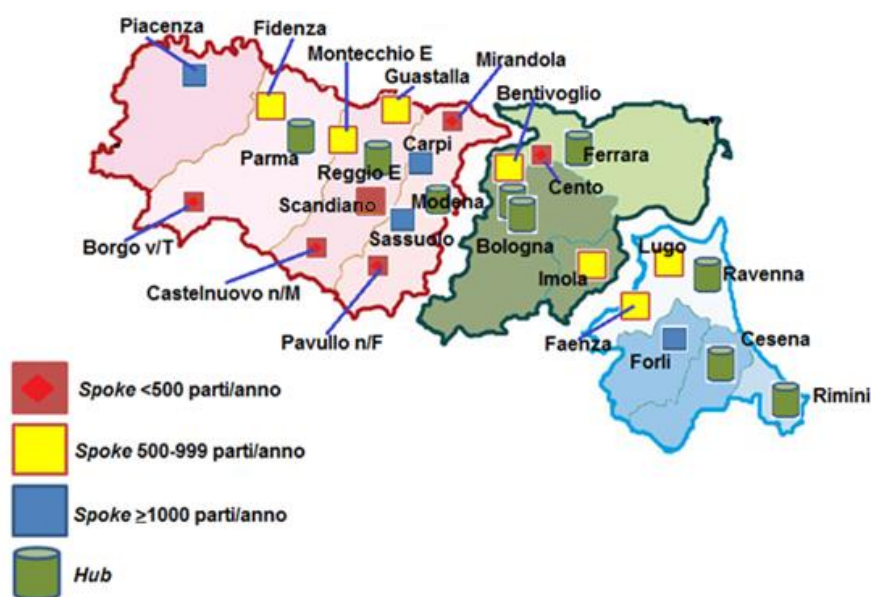 Piacenza
Fidenza
Montecchio E
Mirandola
Guastalla
Bentivoglio
Carpi
Parma
Reggio E
Ferrara
Cento
Scandiano
Modena
Sassuolo
Bologna
Borgo v/T
Imola
Lugo
Ravenna
Castelnuovo n/M
Pavullo n/F
Faenza
Forli
Cesena
Rimini
Spoke <500 parti/anno
Spoke 500-999 parti/anno
Spoke ≥1000 parti/anno
Hub